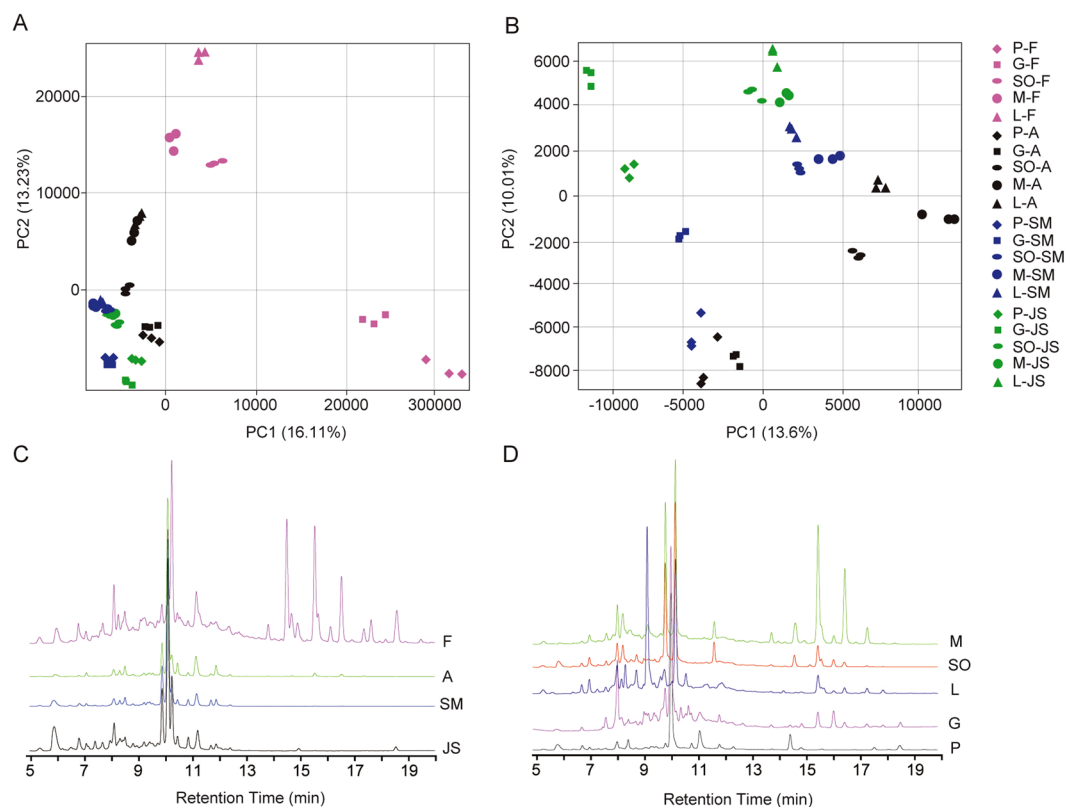 A
PC2 (13.23%)
20000
10000
0
0
10000
20000
300000
PC1 (16.11%)
B
PC2 (10.01%)
6000
4000
2000
0
-2000
-4000
-6000
-8000
-10000
-5000
0
5000
10000
PC1 (13.6%)
P-F
G-F
SO-F
M-F
L-F
P-A
G-A
SO-A
M-A
L-A
P-SM
G-SM
SO-SM
M-SM
L-SM
P-JS
G-JS
SO-JS
M-JS
L-JS
C
F
A
SM
JS
5 7 9 11 13 15 17 19
Retention Time (min)
D
M
SO
L
G
P
5 7 9 11 13 15 17 19
Retention Time (min)